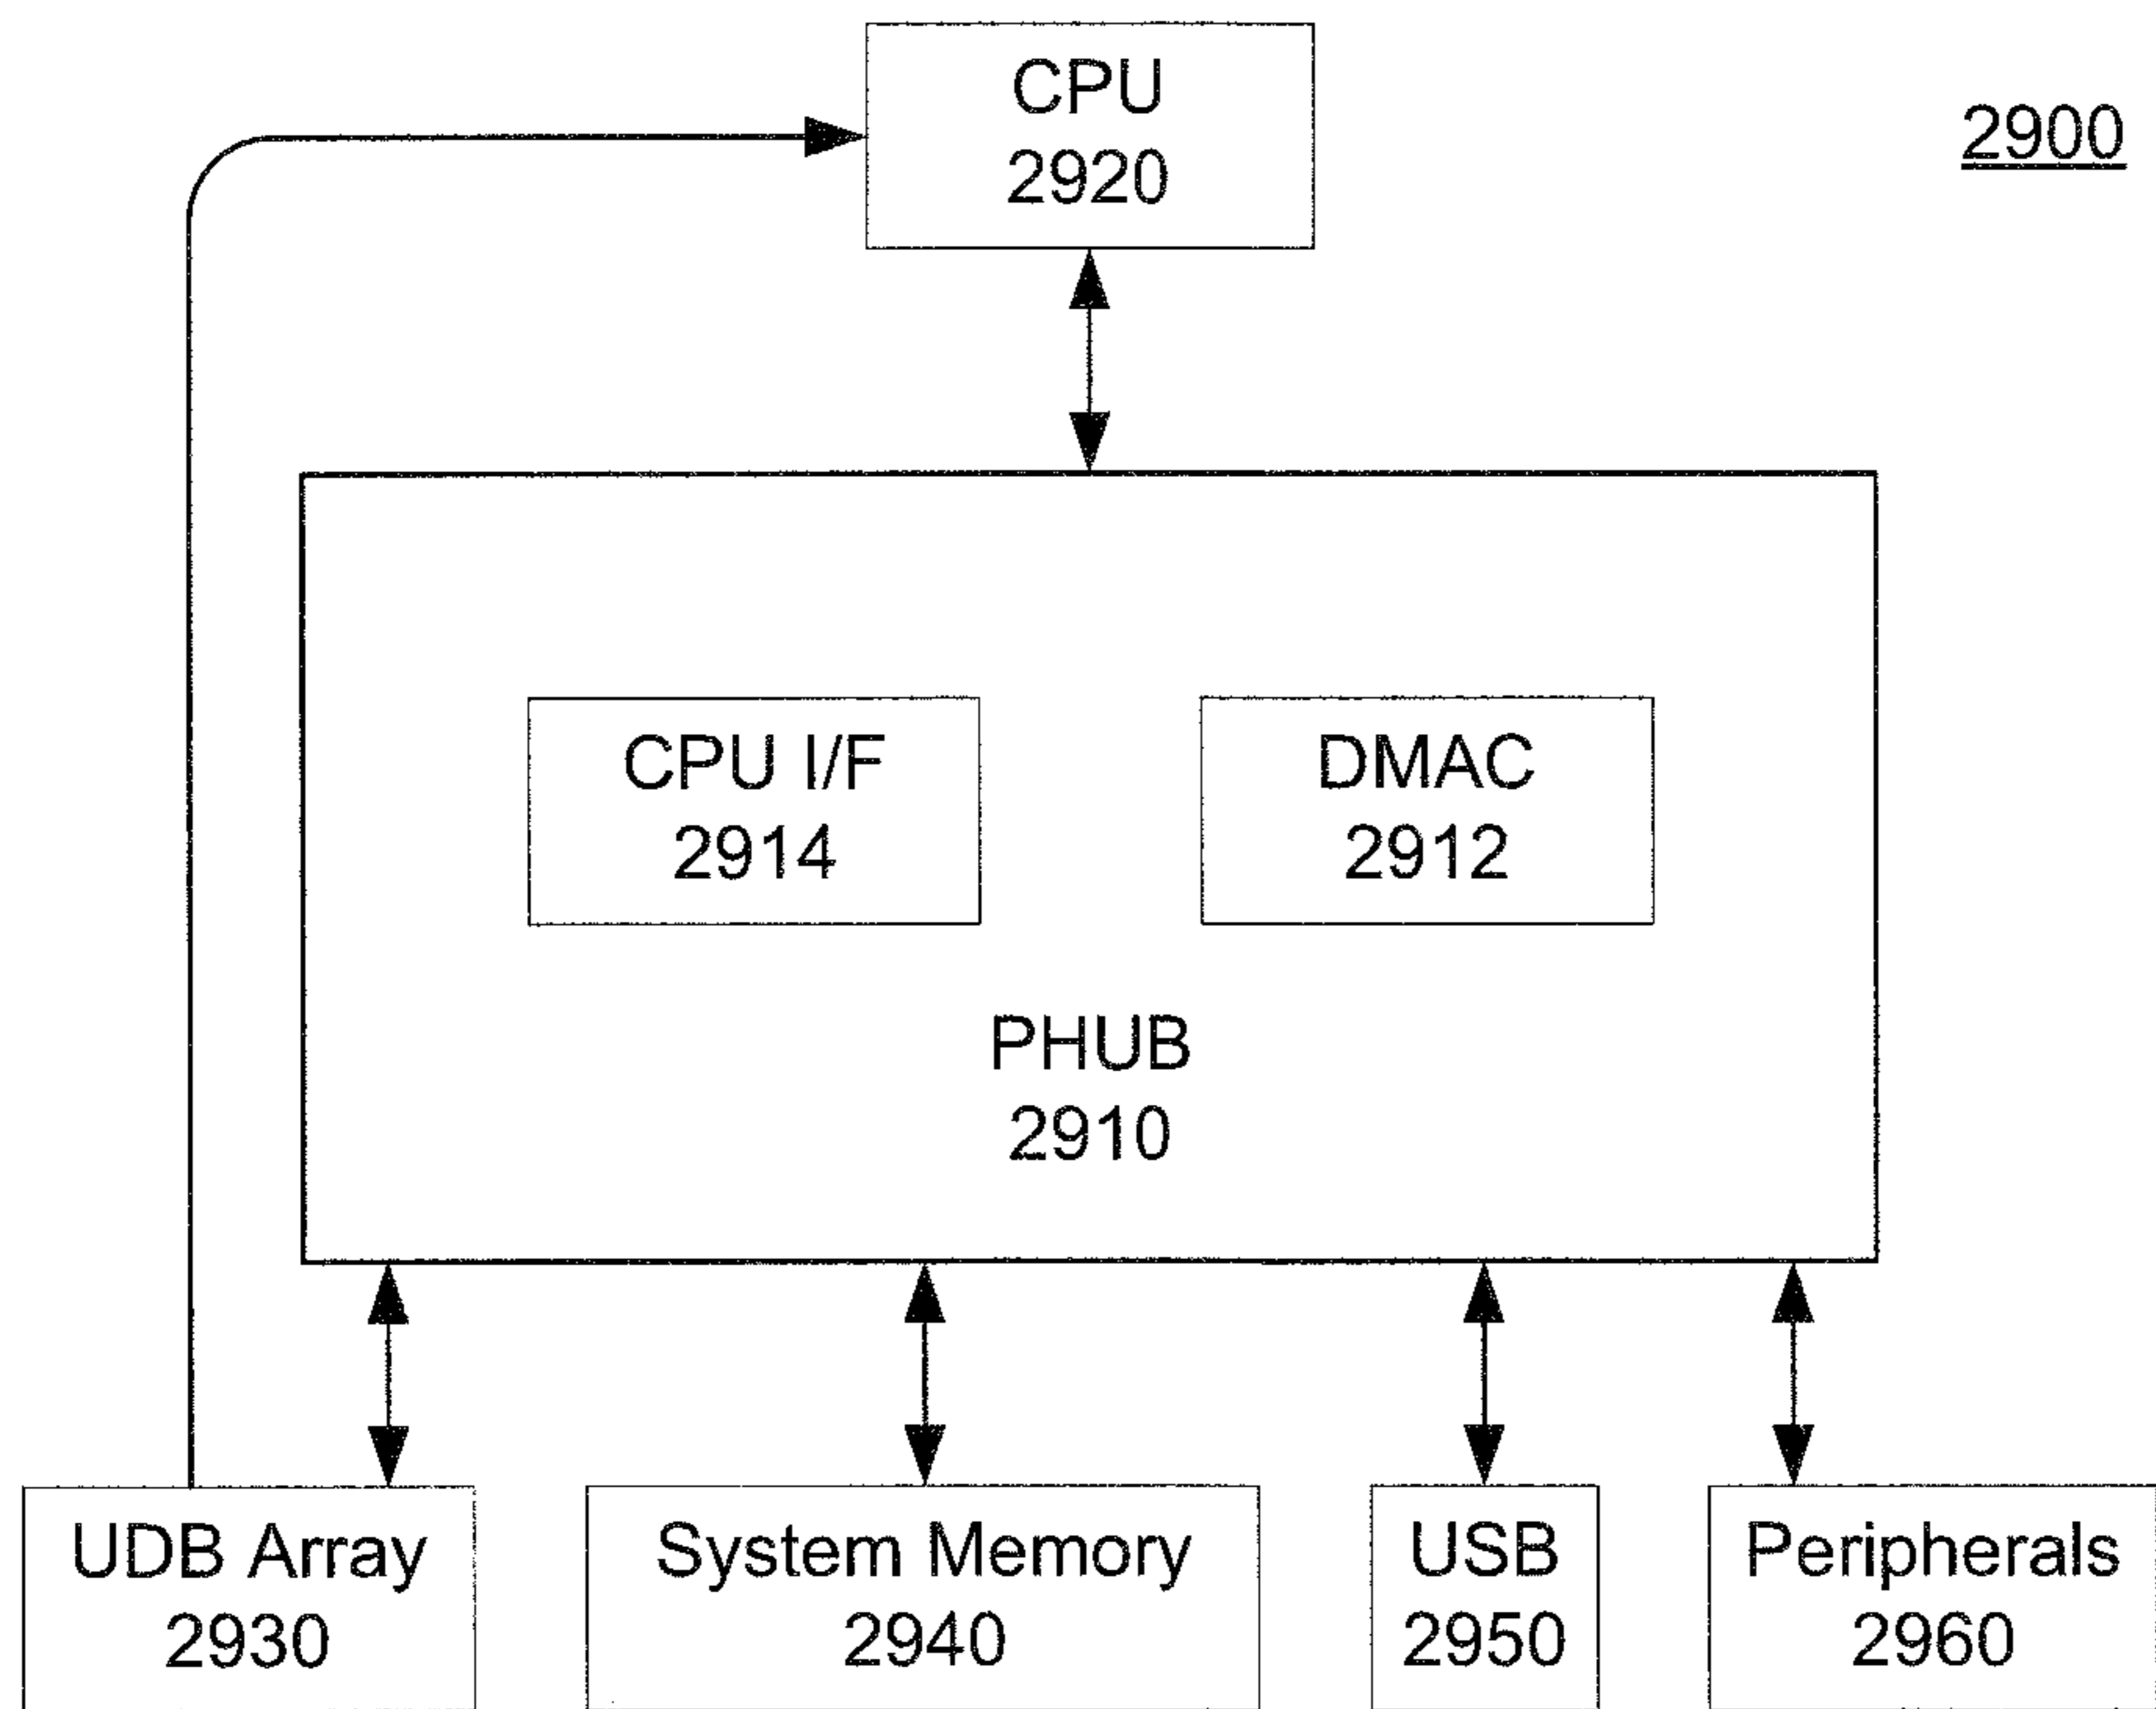 CPU
2920
2900
CPU I/F
2914
DMAC
2912
PHUB
2910
UDB Array
2930
System Memory
2940
USB
2950
Peripherals
2960